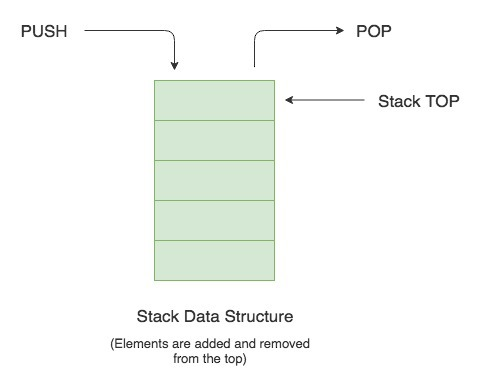 PUSH
POP
Stack TOP
Stack Data Structure
(Elements are added and removed
from the top)